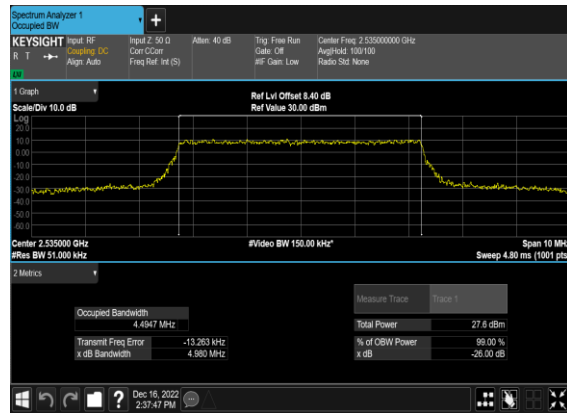 Spectrum Analyzer 1
Occupied BW
KEYSIGHT
R T
Input: RF
Coupling: DC
Align: Auto
Input Z: 50 Ω
Corr CCorr
Freq Ref: Int (S)
Atten: 40 dB
Trig: Free Run
Gate: Off
#IF Gain: Low
Center Freq: 2.535000000 GHz
Avg|Hold: 100/100
Radio Std: None
1 Graph
Scale/Div 10.0 dB
Ref Lvl Offset 8.40 dB
Ref Value 30.00 dBm
Log
20.0
10.0
0.00
-10.0
-20.0
-30.0
-40.0
-50.0
-60.0
Center 2.535000 GHz
#Video BW 150.00 kHz*
Span 10 MHz
#Res BW 51.000 kHz
Sweep 4.80 ms (1001 pts
2 Metrics
Measure Trace
Trace 1
Occupied Bandwidth
4.4947 MHz
Total Power
27.6 dBm
Transmit Freq Error
-13.263 kHz
% of OBW Power
99.00 %
x dB Bandwidth
4.980 MHz
x dB
-26.00 dB
?
Dec 16, 2022
2:37:47 PM